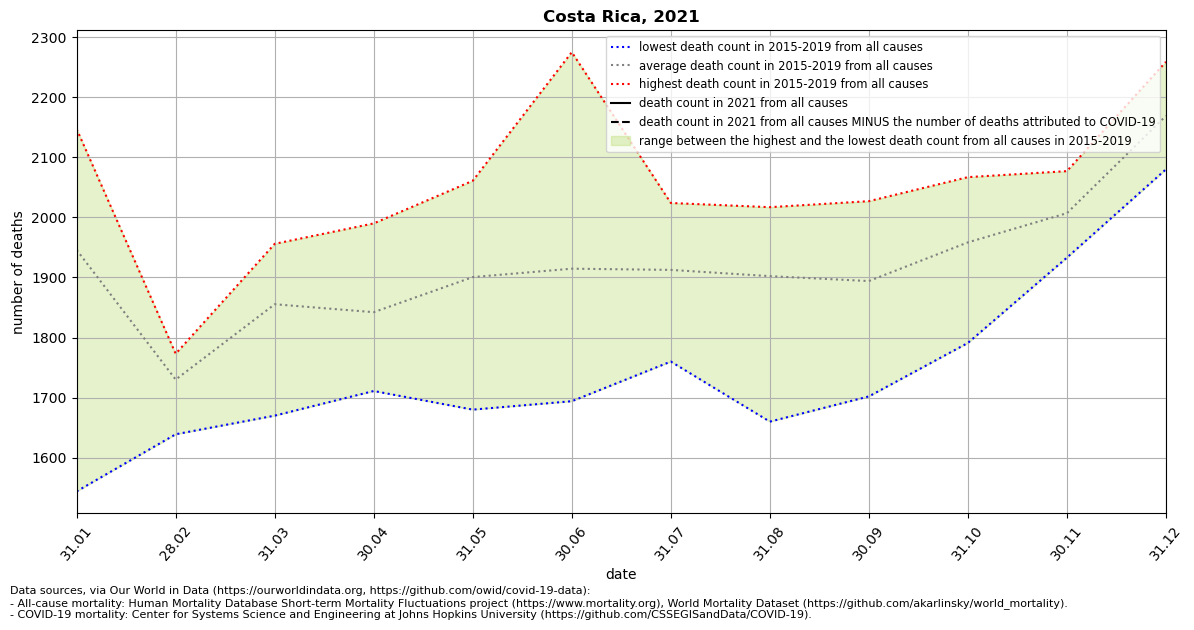 Costa Rica, 2021
2300
2200
2100
2000
1900
1800
1700
1600
number of deaths
lowest death count in 2015-2019 from all causes
average death count in 2015-2019 from all causes
highest death count in 2015-2019 from all causes
death count in 2021 from all causes
death count in 2021 from all causes MINUS the number of deaths attributed to COVID-19
range between the highest and the lowest death count from all causes in 2015-2019
31.01
28.02
31.03
30.04
31.05
30.06
31.07
31.08
30.09
31.10
30.11
31.12
date
Data sources, via Our World in Data (https://ourworldindata.org, https://github.com/owid/covid-19-data):
- All-cause mortality: Human Mortality Database Short-term Mortality Fluctuations project (https://www.mortality.org), World Mortality Dataset (https://github.com/akarlinsky/world_mortality).
- COVID-19 mortality: Center for Systems Science and Engineering at Johns Hopkins University (https://github.com/CSSEGISandData/COVID-19).